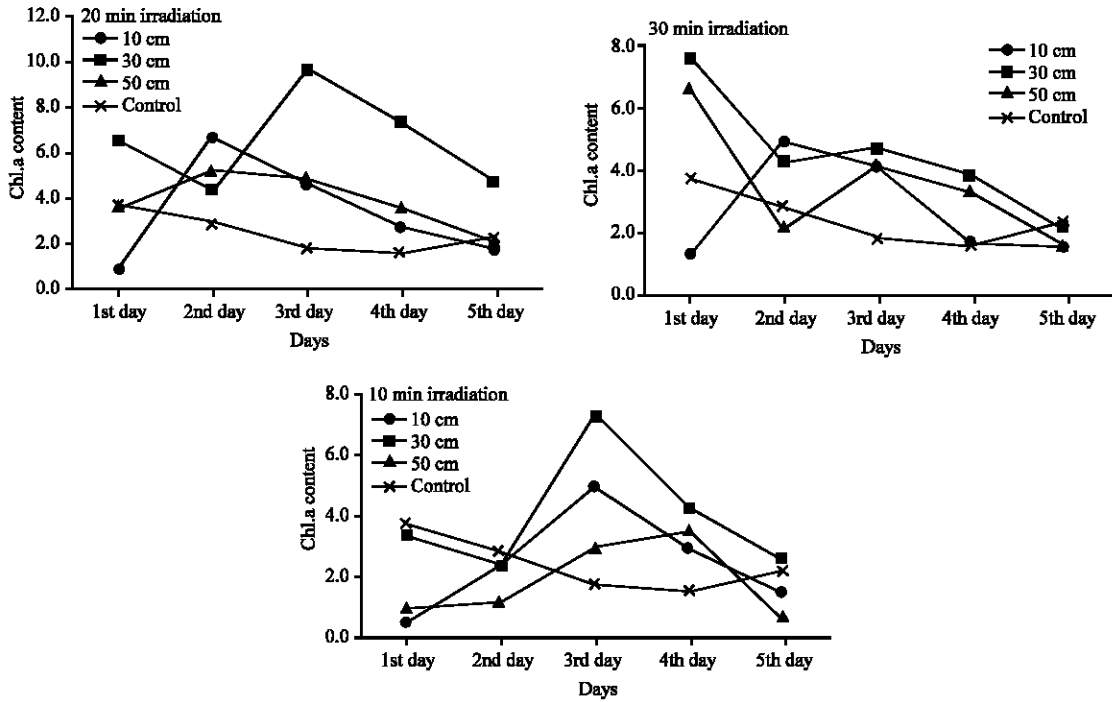 12.0
10.0
8.0
6.0
4.0
2.0
0.0
Chl.a content
20 min irradiation
10 cm
30 cm
50 cm
Control
1st day
2nd day
3rd day
4th day
5th day
Days
8.0
6.0
4.0
2.0
0.0
Chl.a content
30 min irradiation
10 cm
30 cm
50 cm
Control
1st day
2nd day
3rd day
4th day
5th day
Days
8.0
6.0
4.0
2.0
0.0
Chl.a content
10 min irradiation
10 cm
30 cm
50 cm
Control
1st day
2nd day
3rd day
4th day
5th day
Days